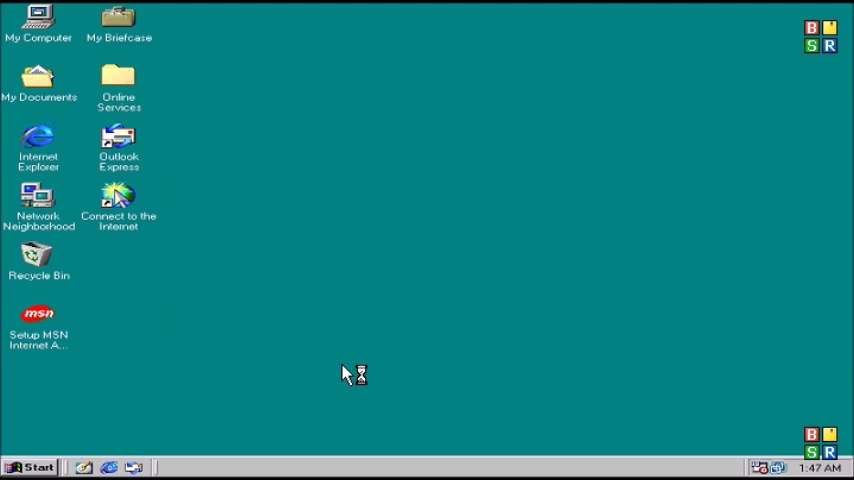 My Computer
My Briefcase
B
S R
My Documents
Online
Services
Internet
Explorer
Outlook
Express
Network
Neighborhood
Connect to the
Internet
Recycle Bin
msn
Setup MSN
Internet A...
B
S R
Start
1:47 AM